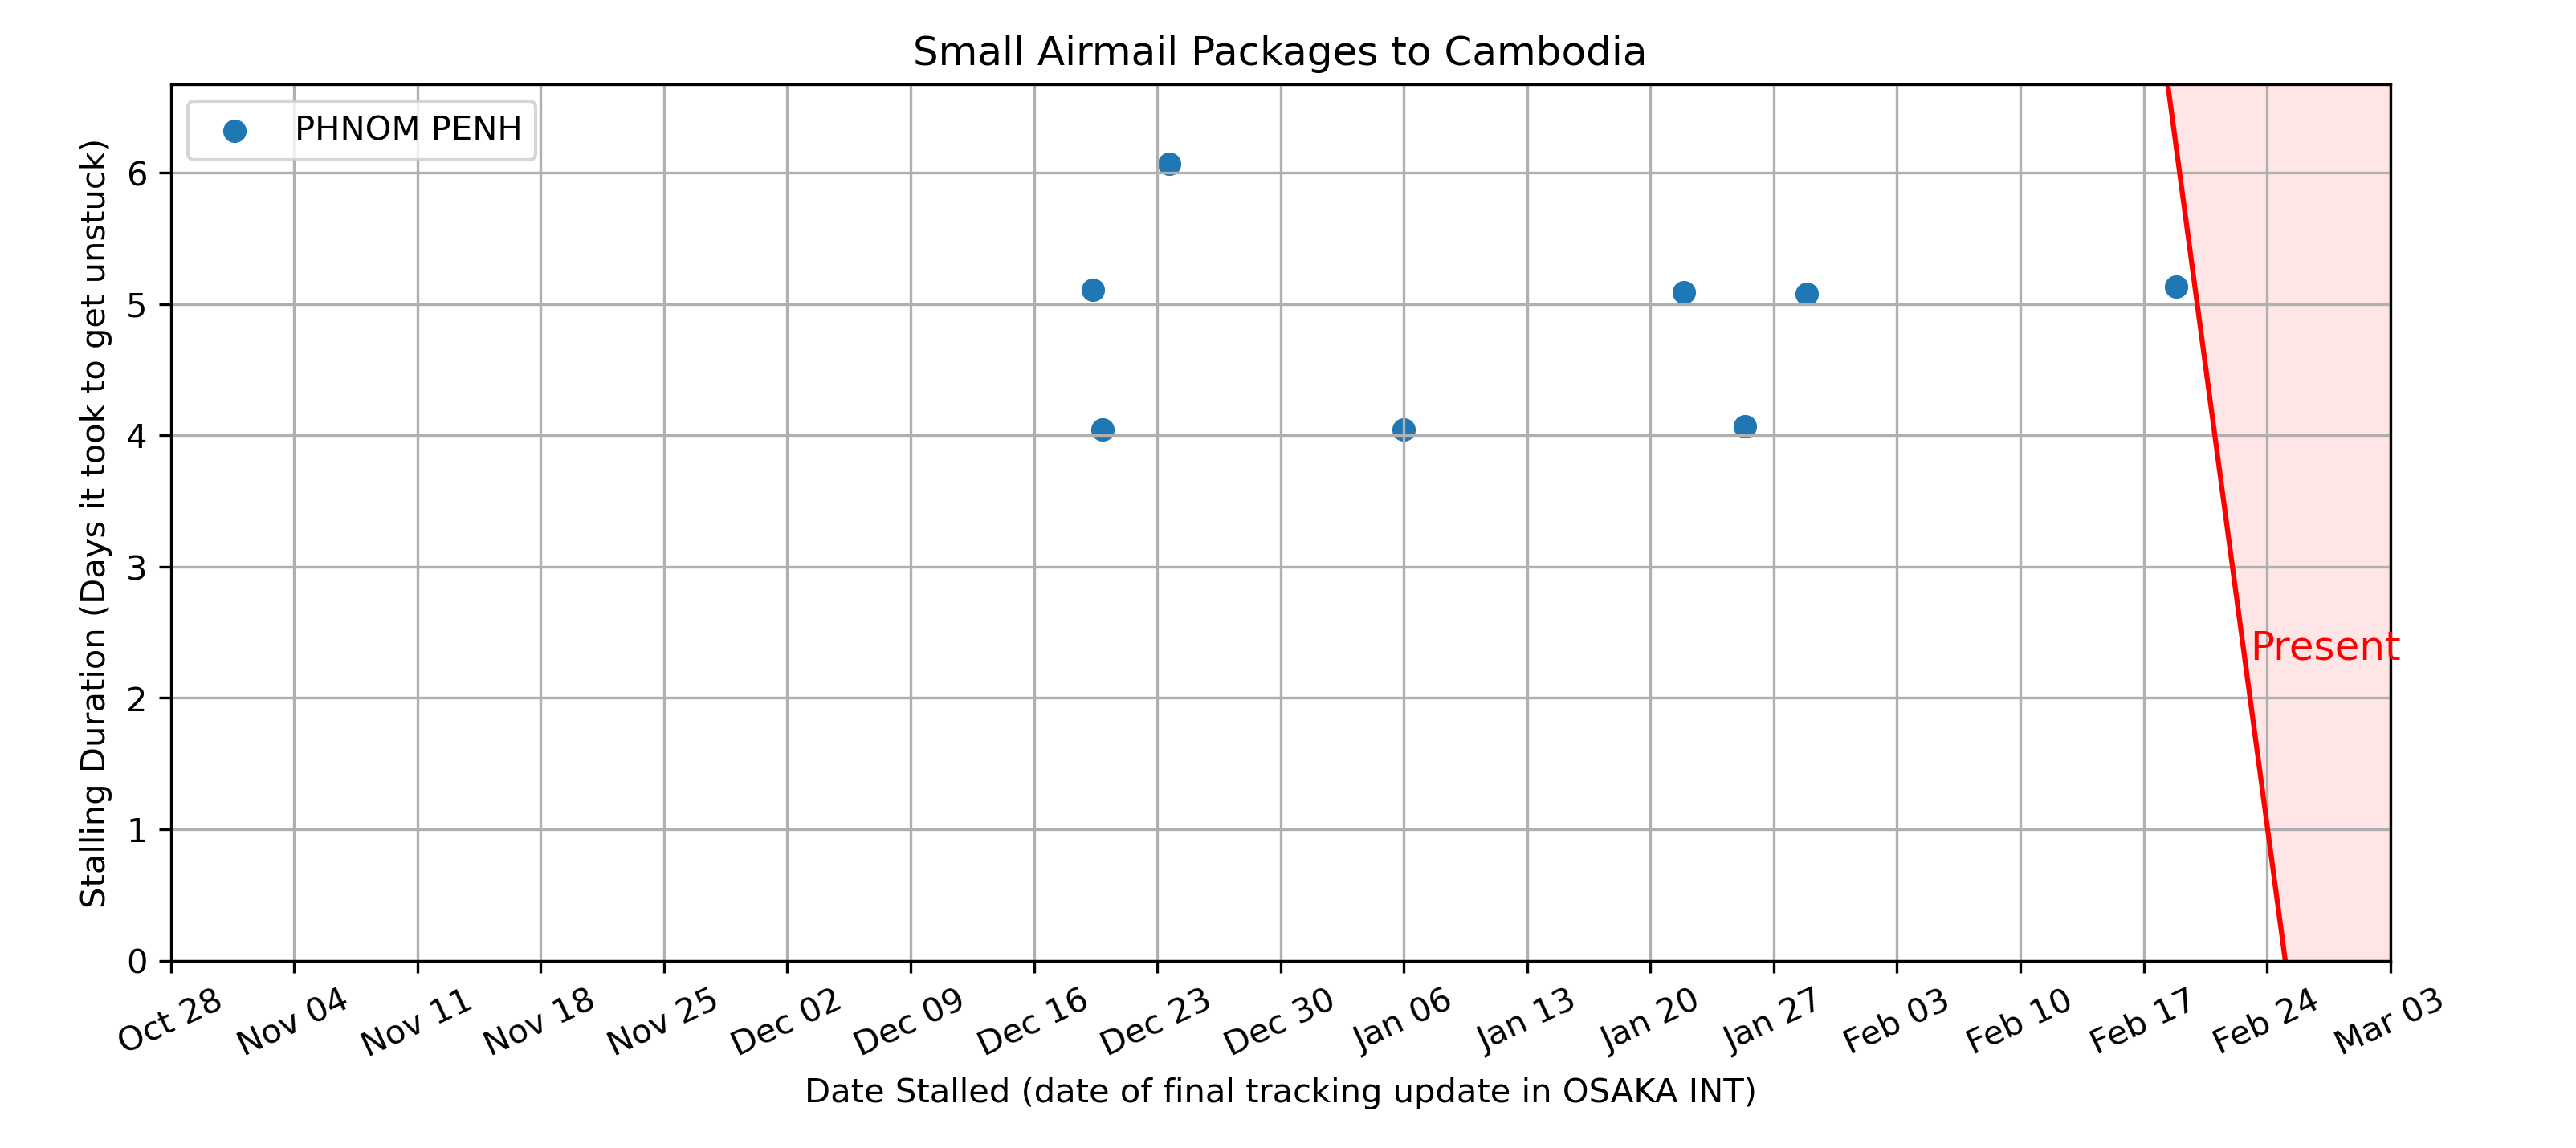 Small Airmail Packages to Cambodia
PHNOM PENH
Stalling Duration (Days it took to get unstuck)
6
5
4
3
2
1
0
Present
Oct 28
Nov 04
Nov 11
Nov 18
Nov 25
Dec 02
Dec 09
Dec 16
Dec 23
Dec 30
Jan 06
Jan 13
Jan 20
Jan 27
Feb 03
Feb 10
Feb 17
Feb 24
Mar 03
Date Stalled (date of final tracking update in OSAKA INT)